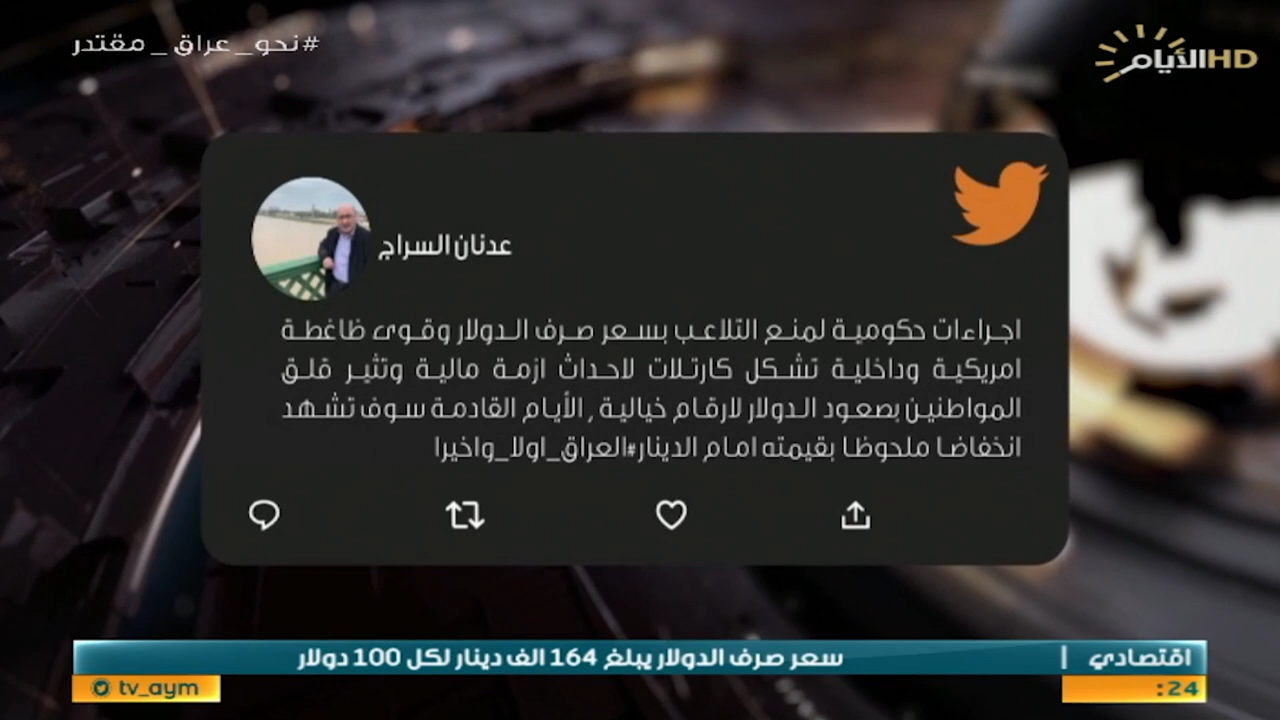 #نحو_عراق_مقتدر
الأيام HD
عدنان السراج
اجراءات حكومية لمنع التلاعب بسعر صرف الدولار وقوى ظاغطة
امريكية وداخلية تشكل كارتلات لاحداث ازمة مالية وتثير قلق
المواطنين بصعود الدولار لارقام خيالية , الأيام القادمة سوف تشهد
انخفاضا ملحوظا بقيمته امام الدينار#العراق_اولا_واخيرا
اقتصادي | سعر صرف الدولار يبلغ 164 الف دينار لكل 100 دولار
tv_aym
:24